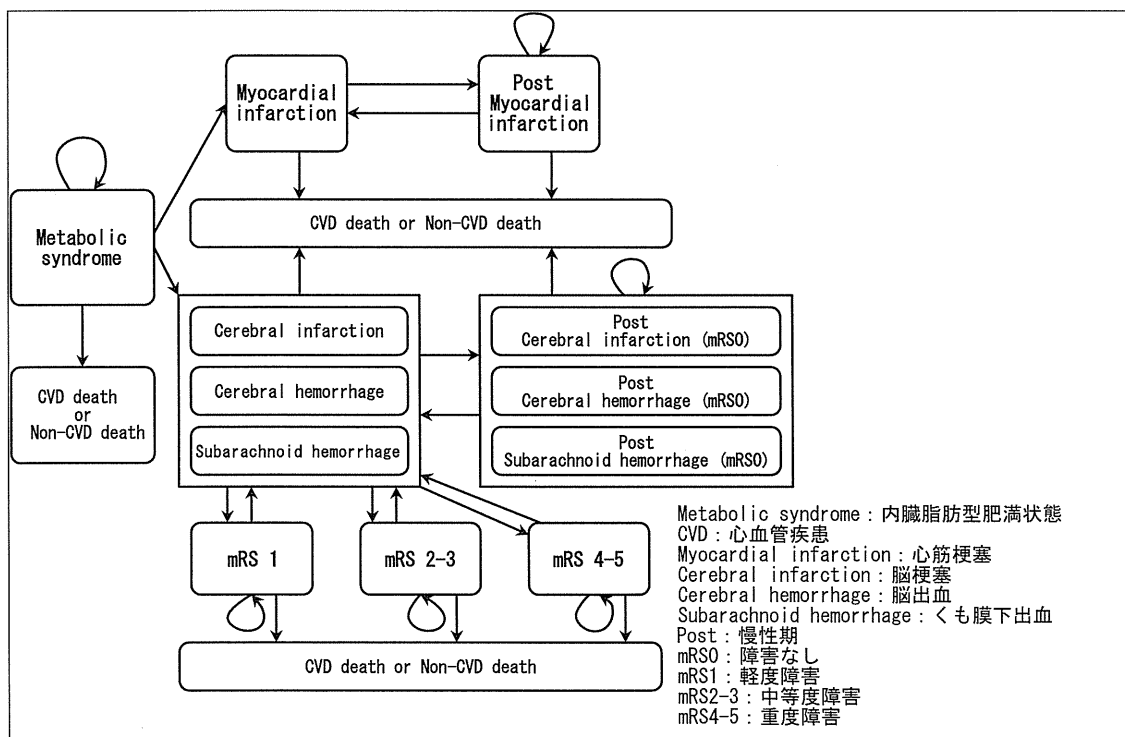 Myocardial
infarction
Post
Myocardial
infarction
Metabolic
syndrome
CVD death or Non-CVD death
CVD death
or
Non-CVD death
Cerebral infarction
Cerebral hemorrhage
Subarachnoid hemorrhage
Post
Cerebral infarction (mRS0)
Post
Cerebral hemorrhage (mRS0)
Post
Subarachnoid hemorrhage (mRS0)
mRS 1
mRS 2-3
mRS 4-5
CVD death or Non-CVD death
Metabolic syndrome：内臓脂肪型肥満状態
CVD：心血管疾患
Myocardial infarction：心筋梗塞
Cerebral infarction：脳梗塞
Cerebral hemorrhage：脳出血
Subarachnoid hemorrhage：くも膜下出血
Post：慢性期
mRS0：障害なし
mRS1：軽度障害
mRS2-3：中等度障害
mRS4-5：重度障害